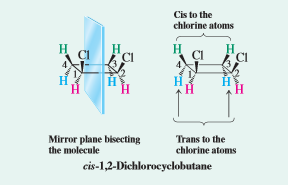 Cis to the
chlorine atoms
H
H
Cl
Cl
4
3
1
2
H
H
H
H
H
H
Cl
Cl
4
3
1
2
H
H
H
H
Mirror plane bisecting
the molecule
Trans to the
chlorine atoms
cis-1,2-Dichlorocyclobutane